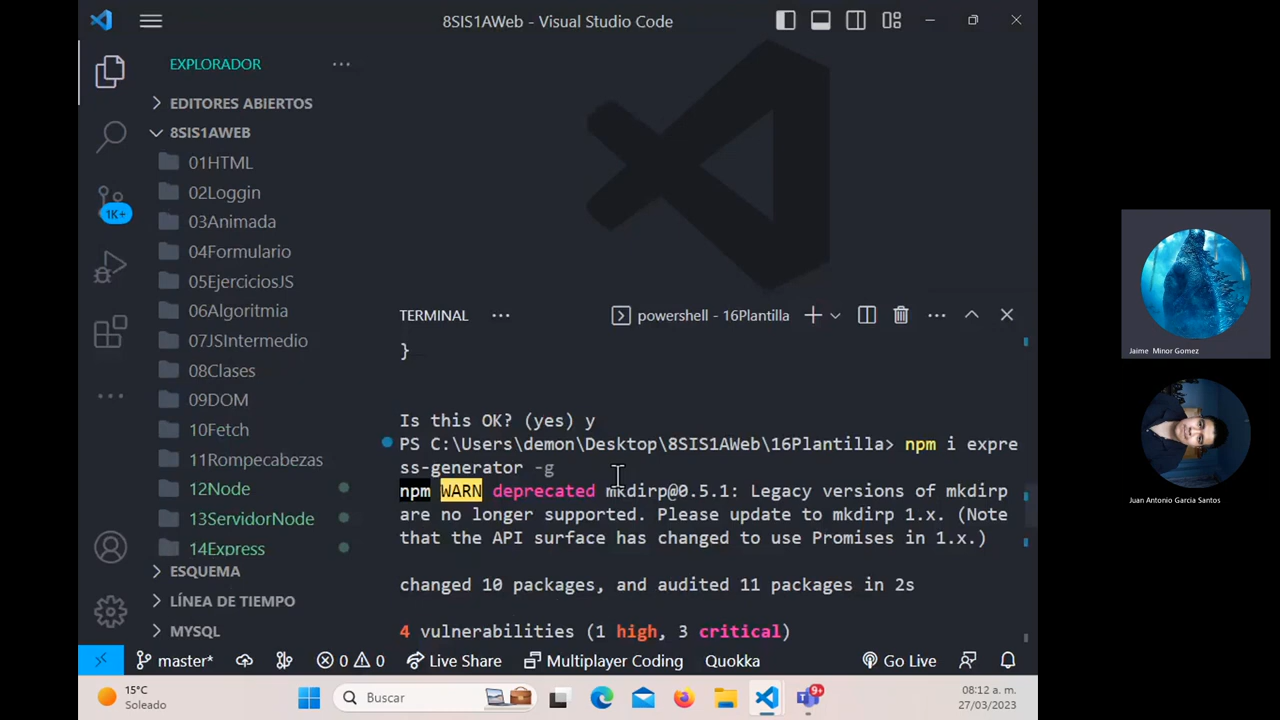 8SIS1AWeb - Visual Studio Code
EXPLORADOR
EDITORES ABIERTOS
8SIS1AWEB
01HTML
02Loggin
03Animada
04Formulario
05EjerciciosJS
06Algoritmia
07JSIntermedio
08Clases
09DOM
10Fetch
11Rompecabezas
12Node
13ServidorNode
14Express
ESQUEMA
LÍNEA DE TIEMPO
MYSQL
1K+
TERMINAL
powershell - 16Plantilla
}
Is this OK? (yes) y
PS C:\Users\demon\Desktop\8SIS1AWeb\16Plantilla> npm i expre
ss-generator -g
npm WARN deprecated mkdirp@0.5.1: Legacy versions of mkdirp
are no longer supported. Please update to mkdirp 1.x. (Note
that the API surface has changed to use Promises in 1.x.)
changed 10 packages, and audited 11 packages in 2s
4 vulnerabilities (1 high, 3 critical)
master*
0
0
Live Share
Multiplayer Coding
Quokka
Go Live
15°C
Soleado
Buscar
9+
08:12 a. m.
27/03/2023
Jaime Minor Gomez
Juan Antonio Garcia Santos